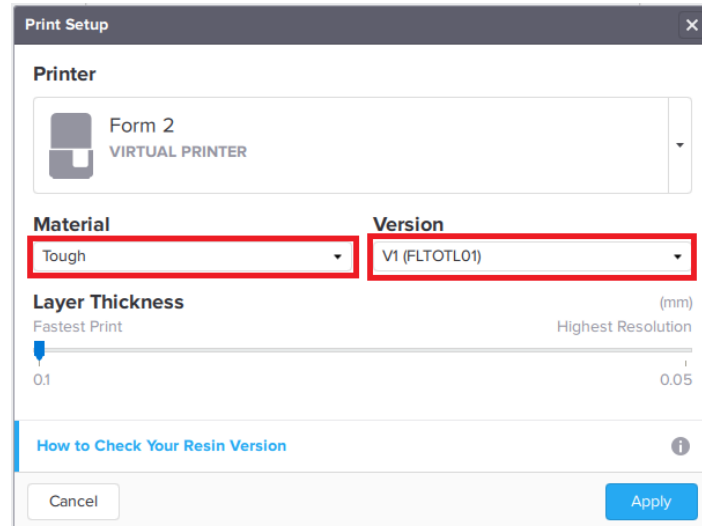 Print Setup
Printer
Form 2
VIRTUAL PRINTER
Material Version
Tough V1 (FLTOTL01)
Layer Thickness (mm)
Fastest Print Highest Resolution
0.1 0.05
How to Check Your Resin Version
Cancel Apply